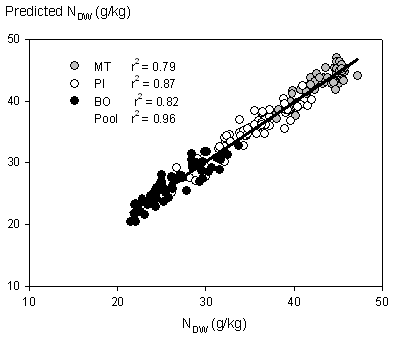 Predicted NDW (g/kg)
50
MT r2 = 0.79
PI r2 = 0.87
40
BO r2 = 0.82
Pool r2 = 0.96
30
20
10
10 20 30 40 50
NDW (g/kg)